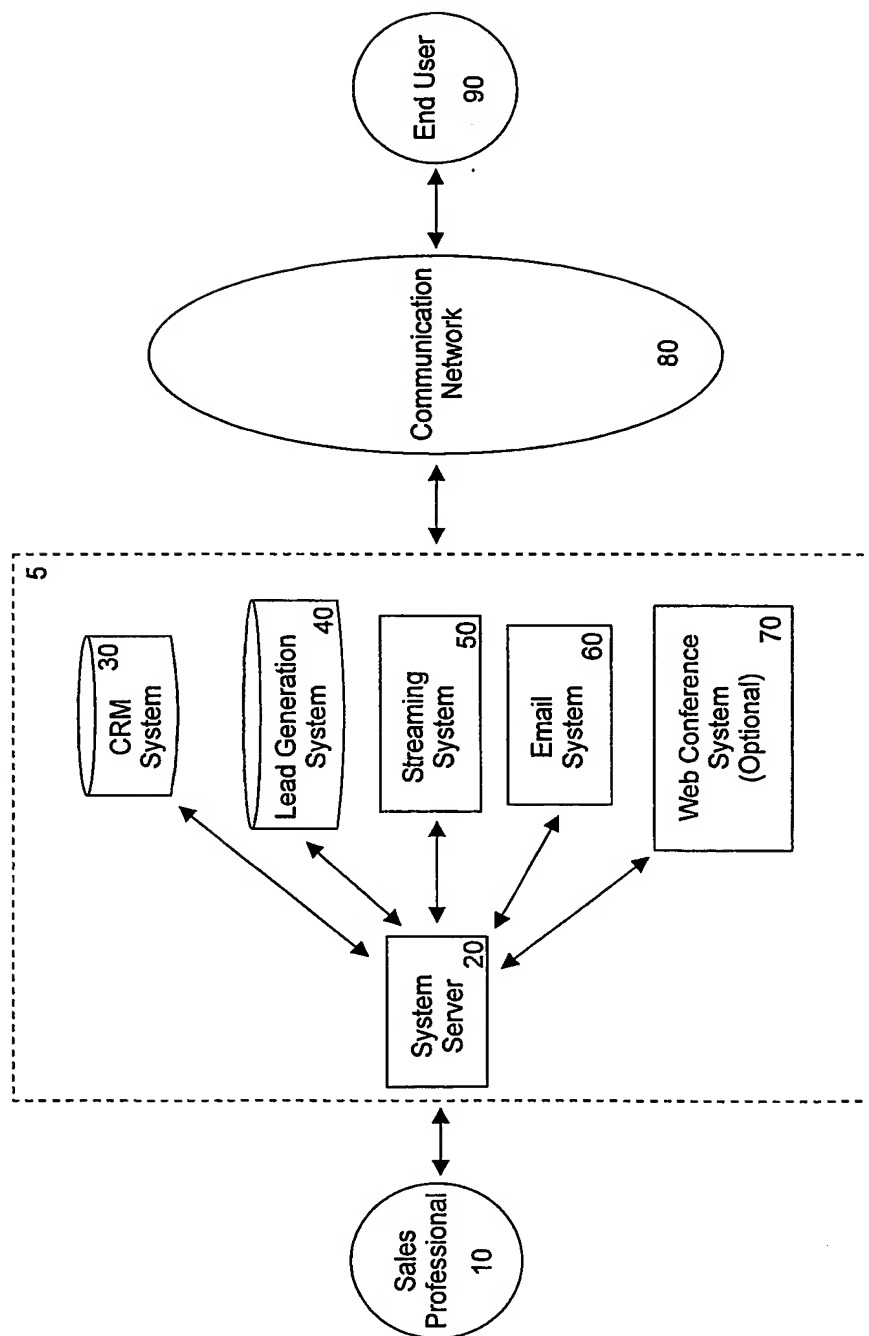 5
CRM
System
30
Lead Generation
System
40
Streaming
System
50
Email
System
60
Web Conference
System
(Optional)
70
System
Server
20
Sales
Professional
10
Communication
Network
80
End User
90